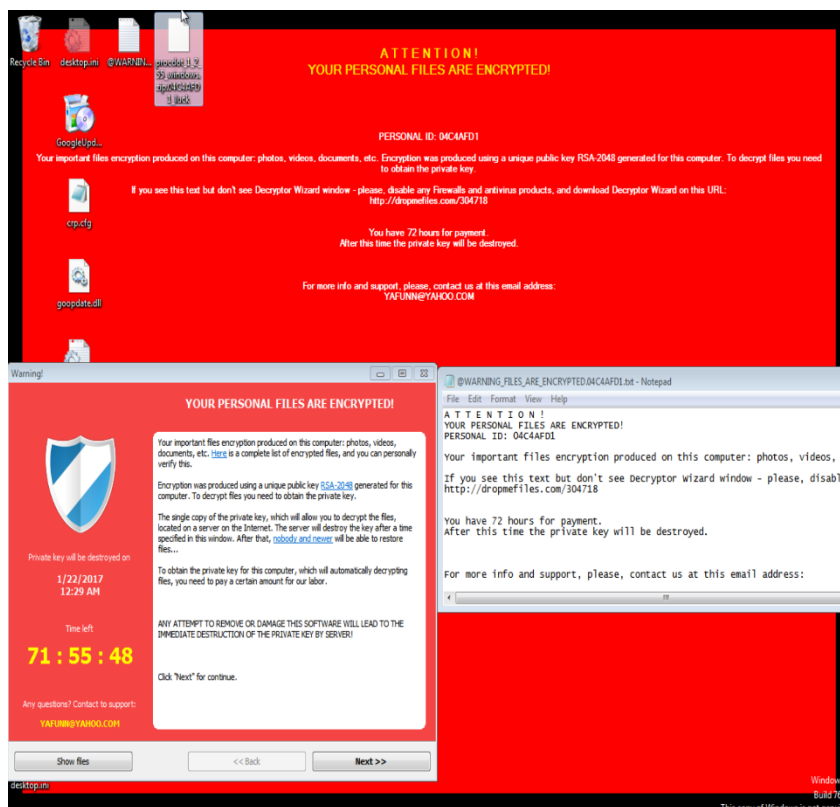 Recycle Bin
desktop.ini
@WARNIN...
procdot_1_2
55_windows.
zip.04C4AFD
1_luck
GoogleUpd...
crp.cfg
goopdate.dll
A T T E N T I O N !
YOUR PERSONAL FILES ARE ENCRYPTED!
PERSONAL ID: 04C4AFD1
Your important files encryption produced on this computer: photos, videos, documents, etc. Encryption was produced using a unique public key RSA-2048 generated for this computer. To decrypt files you need
to obtain the private key.
If you see this text but don't see Decryptor Wizard window - please, disable any Firewalls and antivirus products, and download Decryptor Wizard on this URL:
http://dropmefiles.com/304718
You have 72 hours for payment.
After this time the private key will be destroyed.
For more info and support, please, contact us at this email address:
YAFUNN@YAHOO.COM
Warning!
YOUR PERSONAL FILES ARE ENCRYPTED!
Your important files encryption produced on this computer: photos, videos,
documents, etc. Here is a complete list of encrypted files, and you can personally
verify this.
Encryption was produced using a unique public key RSA-2048 generated for this
computer. To decrypt files you need to obtain the private key.
The single copy of the private key, which will allow you to decrypt the files,
located on a server on the Internet. The server will destroy the key after a time
specified in this window. After that, nobody and newer will be able to restore
files...
To obtain the private key for this computer, which will automatically decrypting
files, you need to pay a certain amount for our labor.
ANY ATTEMPT TO REMOVE OR DAMAGE THIS SOFTWARE WILL LEAD TO THE
IMMEDIATE DESTRUCTION OF THE PRIVATE KEY BY SERVER!
Click "Next" for continue.
Private key will be destroyed on
1/22/2017
12:29 AM
Time left
71 : 55 : 48
Any questions? Contact to support:
YAFUNN@YAHOO.COM
Show files
<< Back
Next >>
@WARNING_FILES_ARE_ENCRYPTED.04C4AFD1.txt - Notepad
File Edit Format View Help
A T T E N T I O N !
YOUR PERSONAL FILES ARE ENCRYPTED!
PERSONAL ID: 04C4AFD1
Your important files encryption produced on this computer: photos, videos,
If you see this text but don't see Decryptor Wizard window - please, disabl
http://dropmefiles.com/304718
You have 72 hours for payment.
After this time the private key will be destroyed.
For more info and support, please, contact us at this email address:
desktop.ini
Window
Build 76